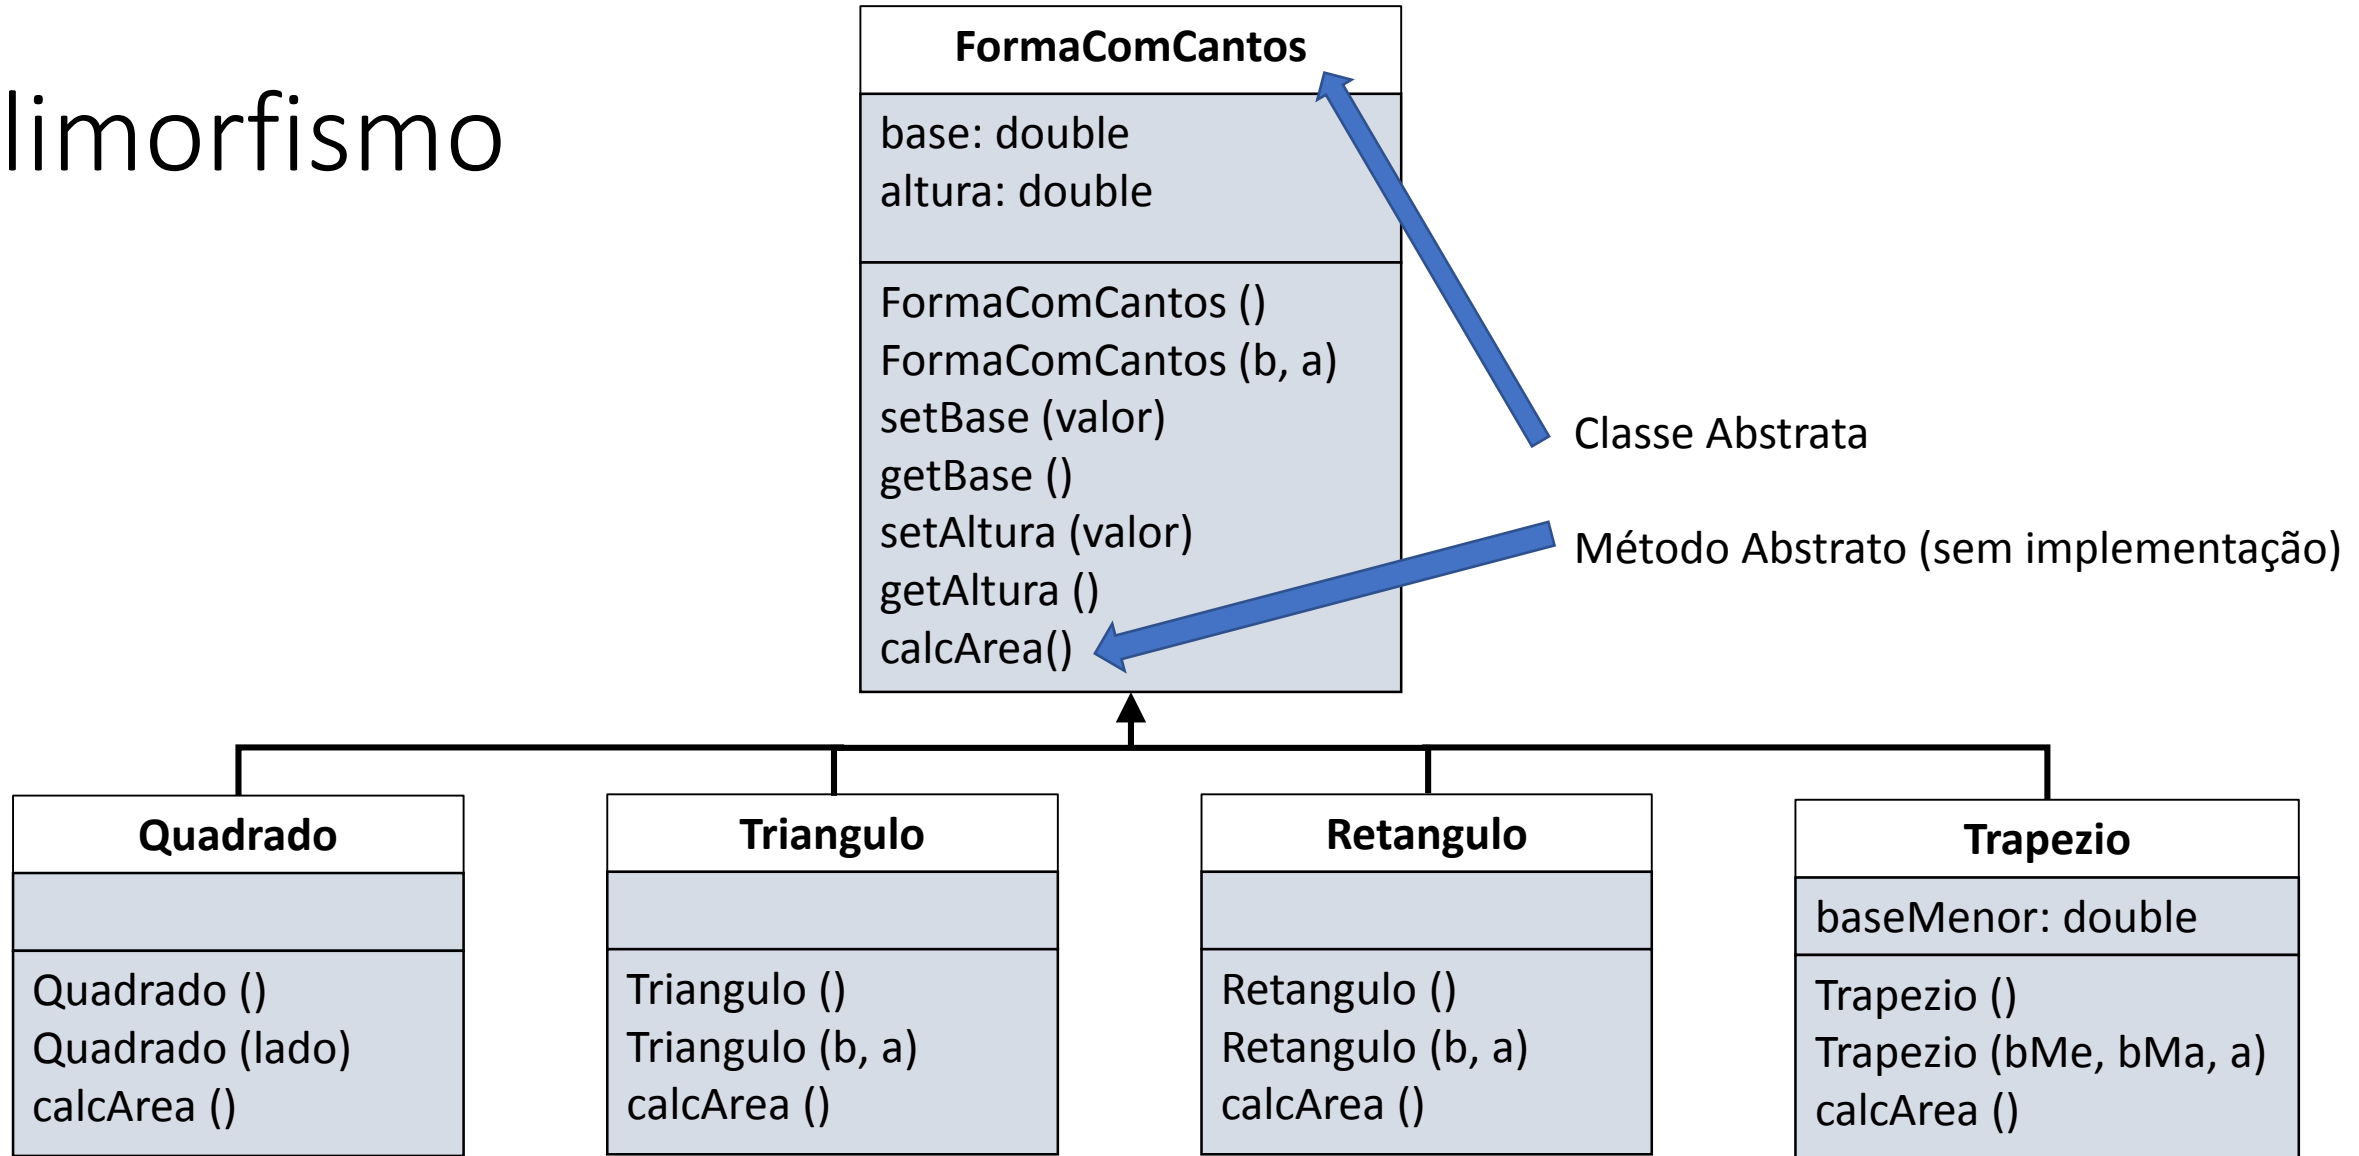 limorfismo
FormaComCantos
base: double
altura: double
FormaComCantos ()
FormaComCantos (b, a)
setBase (valor)
getBase ()
setAltura (valor)
getAltura ()
calcArea()
Classe Abstrata
Método Abstrato (sem implementação)
Quadrado
Quadrado ()
Quadrado (lado)
calcArea ()
Triangulo
Triangulo ()
Triangulo (b, a)
calcArea ()
Retangulo
Retangulo ()
Retangulo (b, a)
calcArea ()
Trapezio
baseMenor: double
Trapezio ()
Trapezio (bMe, bMa, a)
calcArea ()